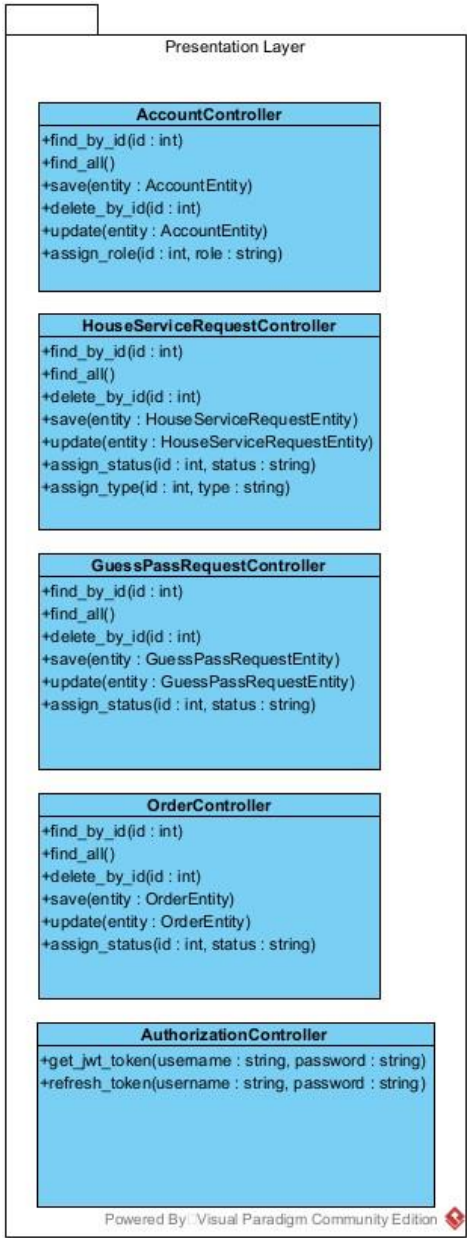 Presentation Layer
AccountController
+find_by_id(id : int)
+find_all()
+save(entity : AccountEntity)
+delete_by_id(id : int)
+update(entity : AccountEntity)
+assign_role(id : int, role : string)
HouseServiceRequestController
+find_by_id(id : int)
+find_all()
+delete_by_id(id : int)
+save(entity : HouseServiceRequestEntity)
+update(entity : HouseServiceRequestEntity)
+assign_status(id : int, status : string)
+assign_type(id : int, type : string)
GuessPassRequestController
+find_by_id(id : int)
+find_all()
+delete_by_id(id : int)
+save(entity : GuessPassRequestEntity)
+update(entity : GuessPassRequestEntity)
+assign_status(id : int, status : string)
OrderController
+find_by_id(id : int)
+find_all()
+delete_by_id(id : int)
+save(entity : OrderEntity)
+update(entity : OrderEntity)
+assign_status(id : int, status : string)
AuthorizationController
+get_jwt_token(username : string, password : string)
+refresh_token(username : string, password : string)
Powered By Visual Paradigm Community Edition